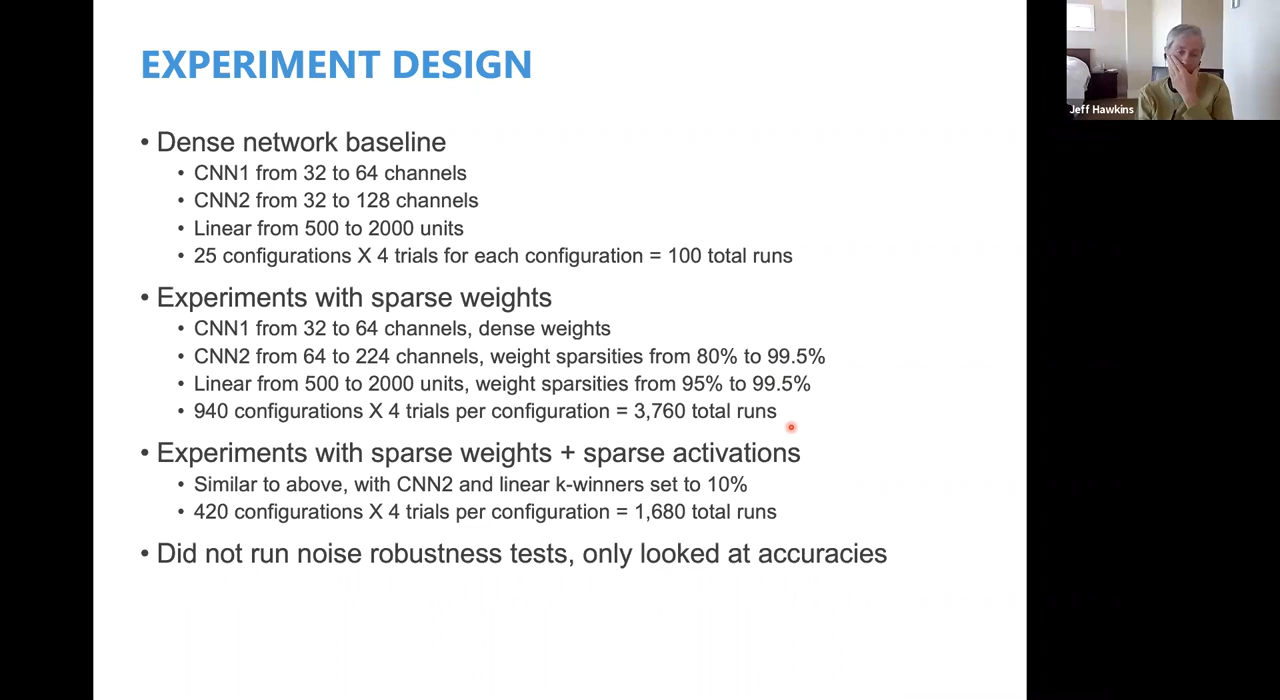 EXPERIMENT DESIGN
• Dense network baseline
• CNN1 from 32 to 64 channels
• CNN2 from 32 to 128 channels
• Linear from 500 to 2000 units
• 25 configurations X 4 trials for each configuration = 100 total runs
• Experiments with sparse weights
• CNN1 from 32 to 64 channels, dense weights
• CNN2 from 64 to 224 channels, weight sparsities from 80% to 99.5%
• Linear from 500 to 2000 units, weight sparsities from 95% to 99.5%
• 940 configurations X 4 trials per configuration = 3,760 total runs
• Experiments with sparse weights + sparse activations
• Similar to above, with CNN2 and linear k-winners set to 10%
• 420 configurations X 4 trials per configuration = 1,680 total runs
• Did not run noise robustness tests, only looked at accuracies
Jeff Hawkins